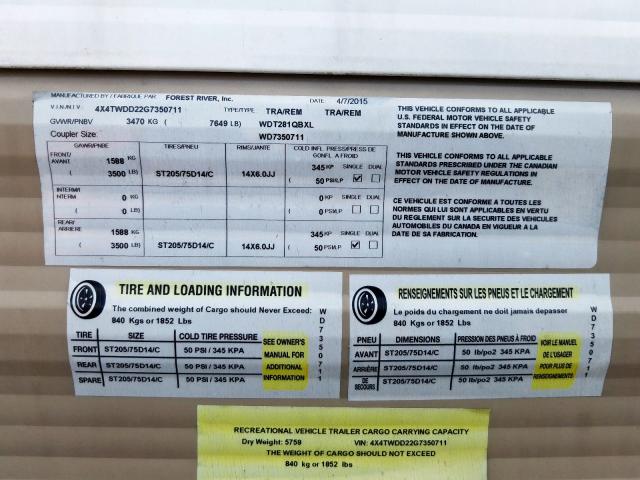 MANUFACTURED BY / FABRIQUE PAR FOREST RIVER, Inc. DATE 4/7/2015
V.I.N./N.I.V.: 4X4TWDD22G7350711 TYPE/TYPE TRA/REM TRA/REM
GVWR/PNBV 3470 KG ( 7649 LB) WDT281QBXL
Coupler Size: WD7350711
GAWR/PNBE TIRES/PNEU RIMS/JANTE COLD INFL. PRESS/PRESS DE GONFL A FROID
FRONT/ AVANT 1588 KG 345 KP SINGLE DUAL
( 3500 LB) ST205/75D14/C 14X6.0JJ ( 50 PSI/LP
INTERM/ INTERM 0 KG 0 KP SINGLE DUAL
( 0 LB) ( 0 PSI/LP
REAR/ ARRIERE 1588 KG 345 KP SINGLE DUAL
( 3500 LB) ST205/75D14/C 14X6.0JJ ( 50 PSI/LP
THIS VEHICLE CONFORMS TO ALL APPLICABLE
U.S. FEDERAL MOTOR VEHICLE SAFETY
STANDARDS IN EFFECT ON THE DATE OF
MANUFACTURE SHOWN ABOVE.
THIS VEHICLE CONFORMS TO ALL APPLICABLE
STANDARDS PRESCRIBED UNDER THE CANADIAN
MOTOR VEHICLE SAFETY REGULATIONS IN
EFFECT ON THE DATE OF MANUFACTURE.
CE VEHICULE EST CONFORME A TOUTES LES
NORMES QUI LUI SONT APPLICABLES EN VERTU
DU REGLEMENT SUR LA SECURITE DES VEHICULES
AUTOMOBILES DU CANADA EN VIGUEUR A LA
DATE DE SA FABRICATION.
TIRE AND LOADING INFORMATION
The combined weight of Cargo should Never Exceed:
840 Kgs or 1852 Lbs
TIRE SIZE COLD TIRE PRESSURE
FRONT ST205/75D14/C 50 PSI / 345 KPA
REAR ST205/75D14/C 50 PSI / 345 KPA
SPARE ST205/75D14/C 50 PSI / 345 KPA
SEE OWNER'S
MANUAL FOR
ADDITIONAL
INFORMATION
WD7350711
RENSEIGNEMENTS SUR LES PNEUS ET LE CHARGEMENT
Le poids du chargement ne doit jamais depasser
840 Kgs or 1852 Lbs
PNEU DIMENSIONS PRESSION DES PNEUS À FROID
AVANT ST205/75D14/C 50 lb/po2 345 KPA
ARRIÈRE ST205/75D14/C 50 lb/po2 345 KPA
DE SECOURS ST205/75D14/C 50 lb/po2 345 KPA
VOIR LE MANUEL
DE L'USAGER
POUR PLUS DE
RENSEIGNEMENTS
WD7350711
RECREATIONAL VEHICLE TRAILER CARGO CARRYING CAPACITY
Dry Weight: 5759 VIN: 4X4TWDD22G7350711
THE WEIGHT OF CARGO SHOULD NOT EXCEED
840 kg or 1852 lbs